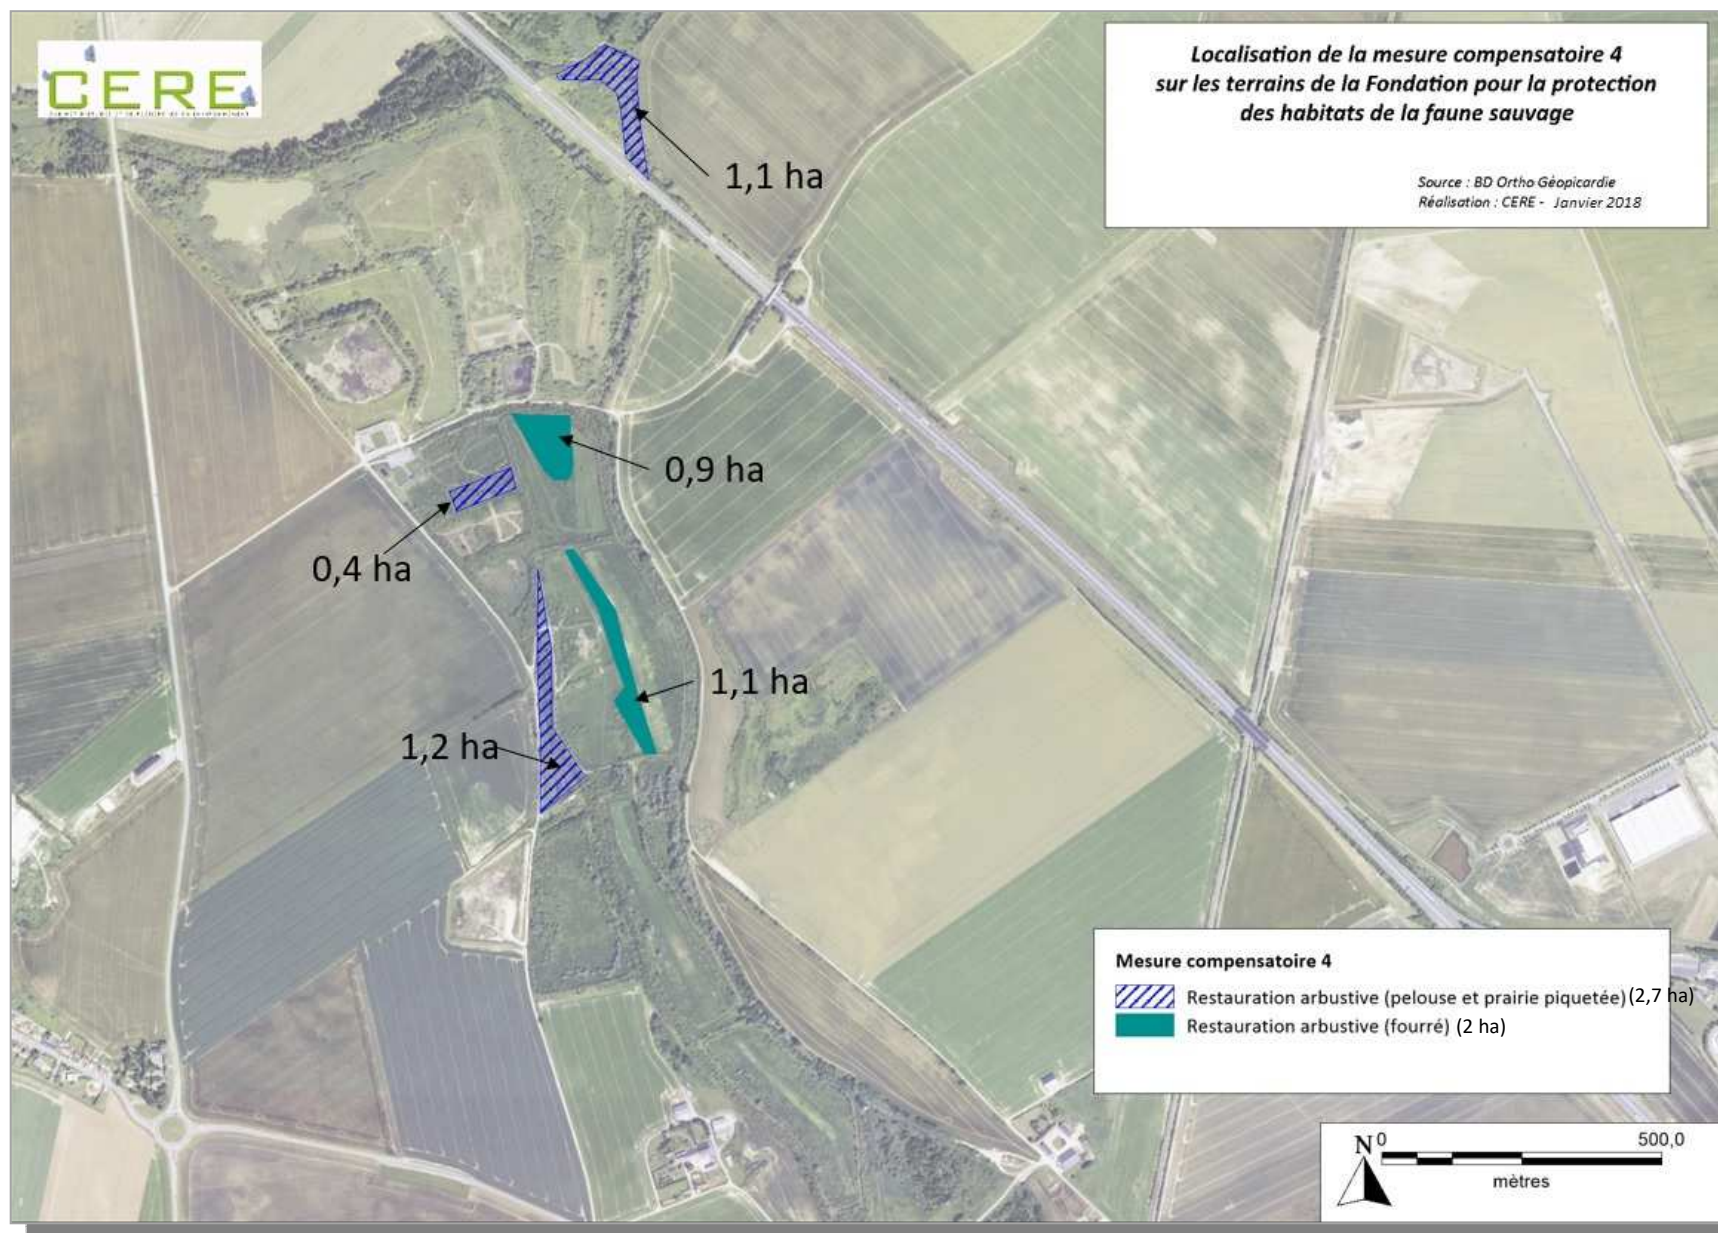 CERE
Localisation de la mesure compensatoire 4
sur les terrains de la Fondation pour la protection
des habitats de la faune sauvage
Source : BD Ortho Géopicardie
Réalisation : CERE - Janvier 2018
1,1 ha
0,9 ha
0,4 ha
1,1 ha
1,2 ha
Mesure compensatoire 4
Restauration arbustive (pelouse et prairie piquetée) (2,7 ha)
Restauration arbustive (fourré) (2 ha)
N 0 500,0
mètres